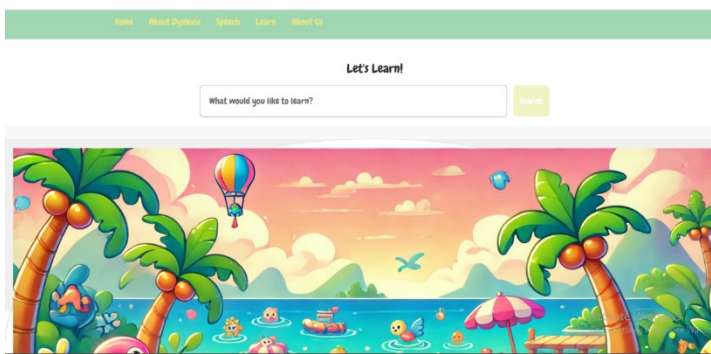 Home About Dyslexia Speech Learn About Us
Let's Learn!
What would you like to learn? Search